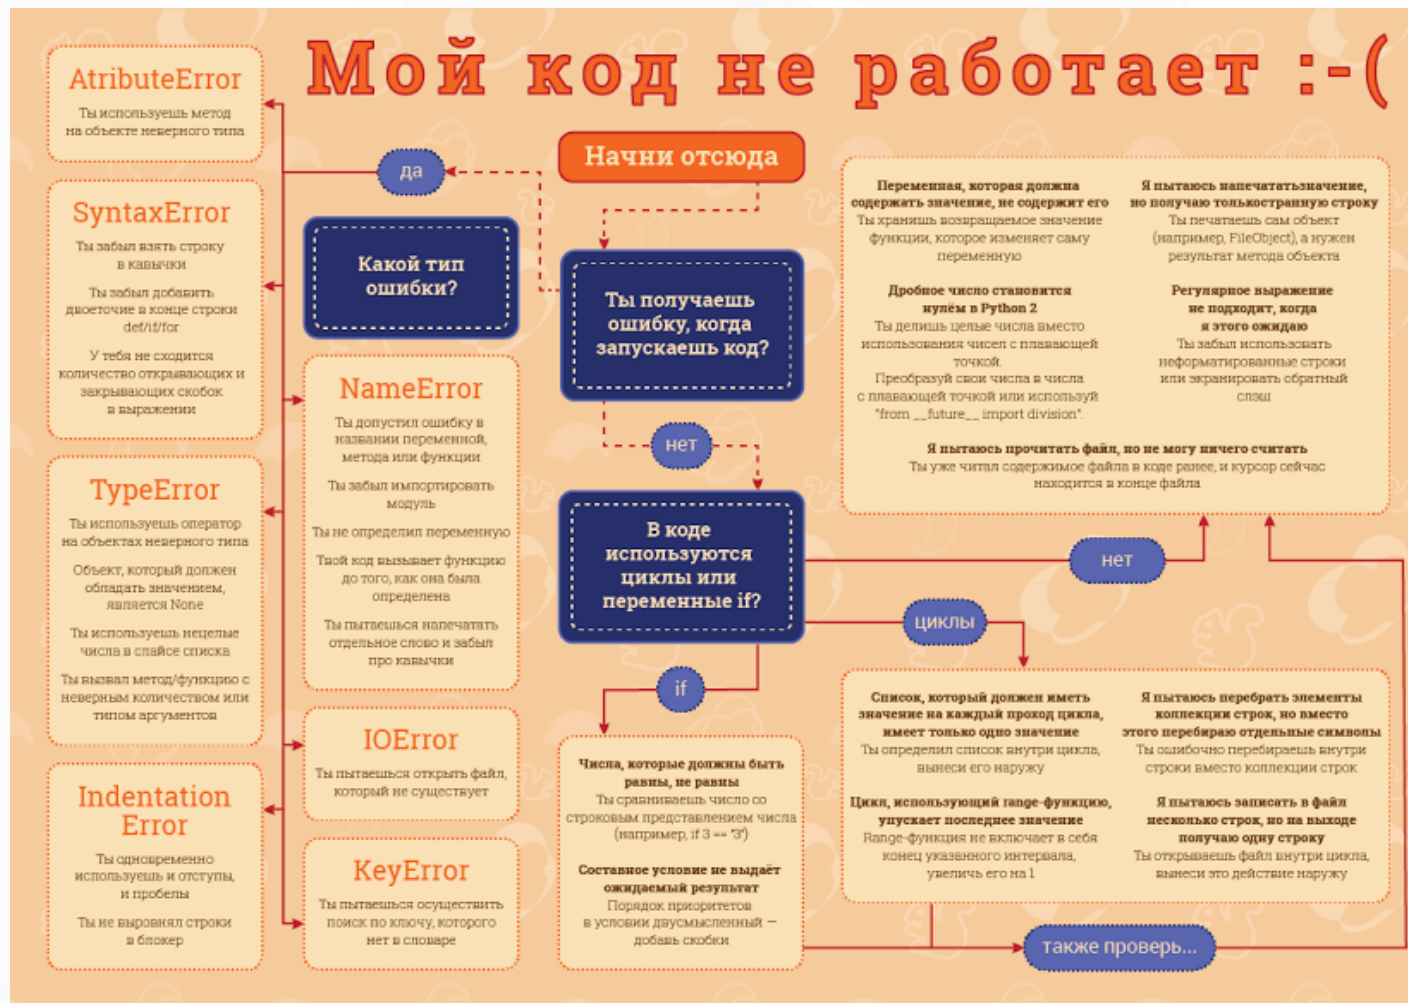 Мой код не работает :-(
Начни отсюда
Ты получаешь
ошибку, когда
запускаешь код?
да
Какой тип
ошибки?
AtributeError
Ты используешь метод
на объекте неверного типа
SyntaxError
Ты забыл взять строку
в кавычки
Ты забыл добавить
двоеточие в конце строки
def/if/for
У тебя не сходится
количество открывающих и
закрывающих скобок
в выражении
TypeError
Ты используешь оператор
на объектах неверного типа
Объект, который должен
обладать значением,
является None
Ты используешь нецелые
числа в слайсе списка
Ты вызвал метод/функцию с
неверным количеством или
типом аргументов
Indentation
Error
Ты одновременно
используешь и отступы,
и пробелы
Ты не выровнял строки
в блокер
NameError
Ты допустил ошибку в
названии переменной,
метода или функции
Ты забыл импортировать
модуль
Ты не определил переменную
Твой код вызывает функцию
до того, как она была
определена
Ты пытаешься напечатать
отдельное слово и забыл
про кавычки
IOError
Ты пытаешься открыть файл,
который не существует
KeyError
Ты пытаешься осуществить
поиск по ключу, которого
нет в словаре
нет
В коде
используются
циклы или
переменные if?
if
Числа, которые должны быть
равны, не равны
Ты сравниваешь число со
строковым представлением числа
(например, if 3 == "3")
Составное условие не выдаёт
ожидаемый результат
Порядок приоритетов
в условии двусмысленный —
добавь скобки
циклы
Список, который должен иметь
значение на каждый проход цикла,
имеет только одно значение
Ты определил список внутри цикла,
вынеси его наружу
Цикл, использующий range-функцию,
упускает последнее значение
Range-функция не включает в себя
конец указанного интервала,
увеличь его на 1
Я пытаюсь перебрать элементы
коллекции строк, но вместо
этого перебираю отдельные символы
Ты ошибочно перебираешь внутри
строки вместо коллекции строк
Я пытаюсь записать в файл
несколько строк, но на выходе
получаю одну строку
Ты открываешь файл внутри цикла,
вынеси это действие наружу
также проверь...
нет
Переменная, которая должна
содержать значение, не содержит его
Ты хранишь возвращаемое значение
функции, которое изменяет саму
переменную
Дробное число становится
нулём в Python 2
Ты делишь целые числа вместо
использования чисел с плавающей
точкой.
Преобразуй свои числа в числа
с плавающей точкой или используй
"from __future__ import division".
Я пытаюсь напечататьзначение,
но получаю толькостранную строку
Ты печатаешь сам объект
(например, FileObject), а нужен
результат метода объекта
Регулярное выражение
не подходит, когда
я этого ожидаю
Ты забыл использовать
неформатированные строки
или экранировать обратный
слэш
Я пытаюсь прочитать файл, но не могу ничего считать
Ты уже читал содержимое файла в коде ранее, и курсор сейчас
находится в конце файла